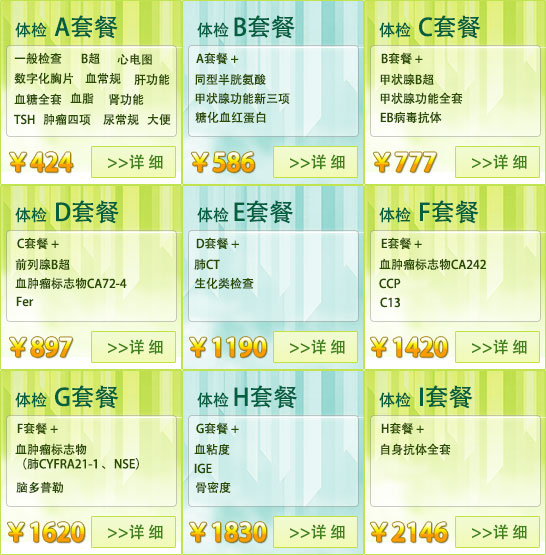 体检 A套餐
一般检查 B超 心电图
数字化胸片 血常规 肝功能
血糖全套 血脂 肾功能
TSH 肿瘤四项 尿常规 大便
￥424 >>详 细
体检 B套餐
A套餐＋
同型半胱氨酸
甲状腺功能新三项
糖化血红蛋白
￥586 >>详 细
体检 C套餐
B套餐＋
甲状腺B超
甲状腺功能全套
EB病毒抗体
￥777 >>详 细
体检 D套餐
C套餐＋
前列腺B超
血肿瘤标志物CA72-4
Fer
￥897 >>详 细
体检 E套餐
D套餐＋
肺CT
生化类检查
￥1190 >>详 细
体检 F套餐
E套餐＋
血肿瘤标志物CA242
CCP
C13
￥1420 >>详 细
体检 G套餐
F套餐＋
血肿瘤标志物
（肺CYFRA21-1、NSE）
脑多普勒
￥1620 >>详 细
体检 H套餐
G套餐＋
血粘度
IGE
骨密度
￥1830 >>详 细
体检 I套餐
H套餐＋
自身抗体全套
￥2146 >>详 细